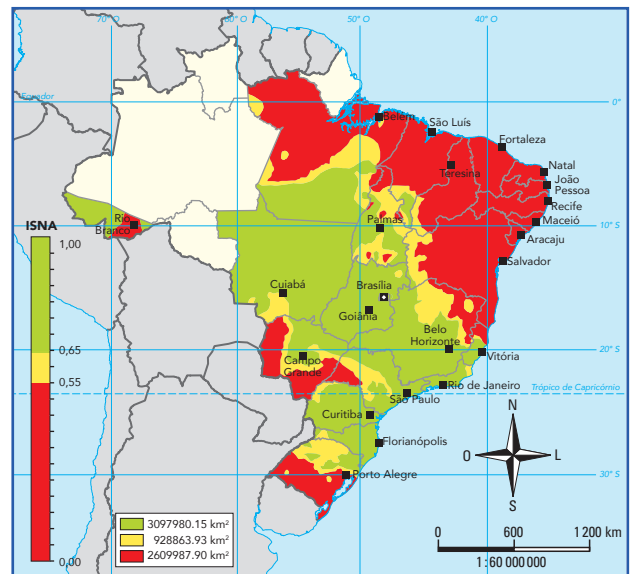 70° O
60° O
50° O
40° O
Equador
0°
Belém
São Luís
Fortaleza
Teresina
Natal
João
Pessoa
Recife
Maceió
Aracaju
Salvador
ISNA
1,00
Rio
Branco
Palmas
10° S
Cuiabá
Brasília
Goiânia
Belo
Horizonte
0,65
20° S
Vitória
0,55
Campo
Grande
Rio de Janeiro
Trópico de Capricórnio
São Paulo
Curitiba
N
O
L
S
Florianópolis
Porto Alegre
30° S
3097980.15 km²
928863.93 km²
2609987.90 km²
0,00
0
600
1200 km
1:60 000 000